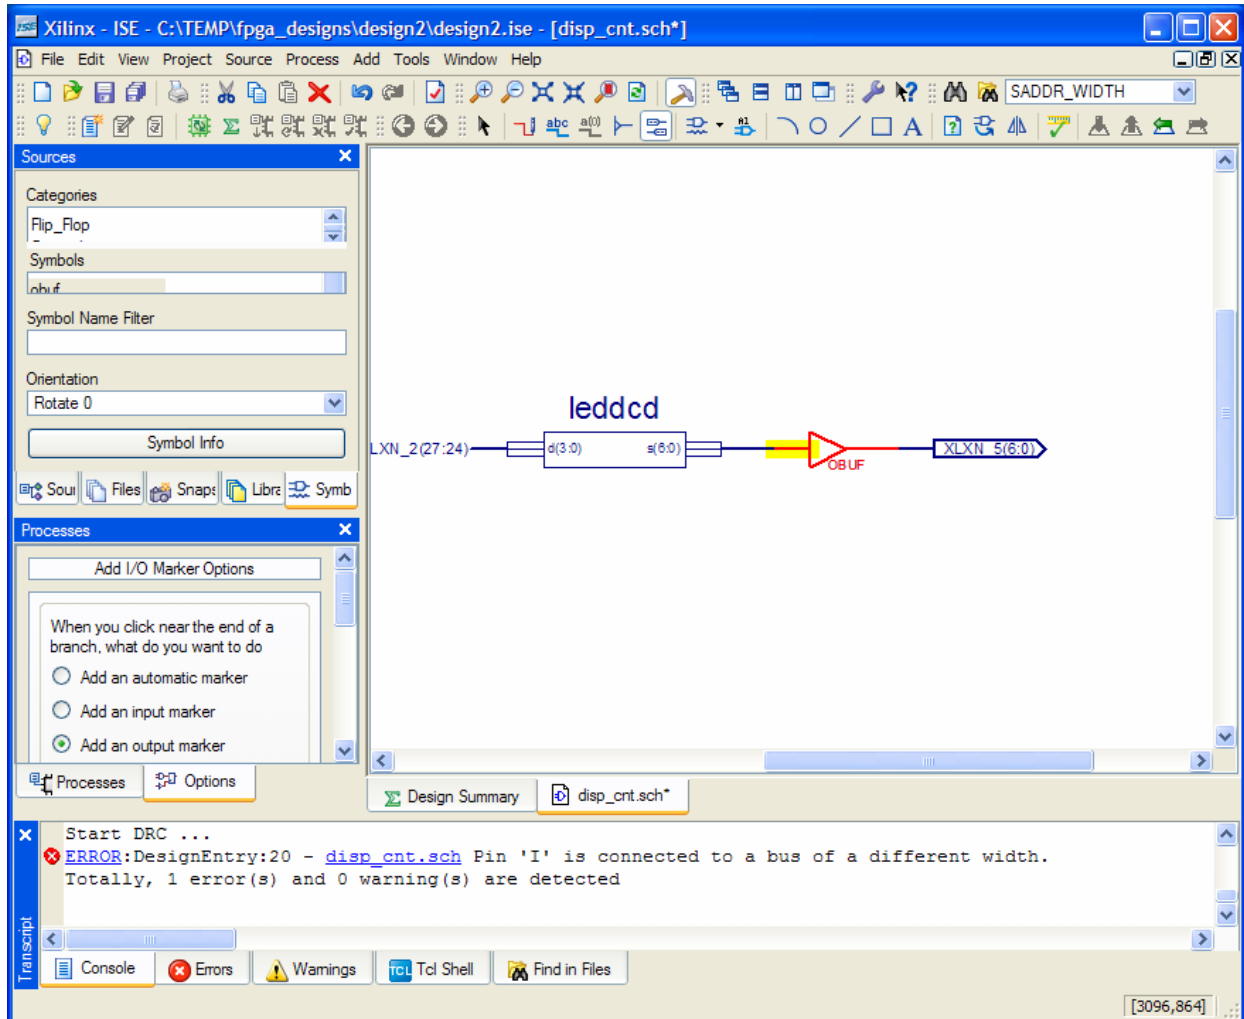 Xilinx - ISE - C:\TEMP\fpga_designs\design2\design2.ise - [disp_cnt.sch*]
File Edit View Project Source Process Add Tools Window Help
SADDR_WIDTH
Sources
Categories
Flip_Flop
Symbols
obuf
Symbol Name Filter
Orientation
Rotate 0
Symbol Info
Sour Files Snaps Libra Symb
Processes
Add I/O Marker Options
When you click near the end of a
branch, what do you want to do
Add an automatic marker
Add an input marker
Add an output marker
Processes Options
leddcd
LXN_2(27:24) d(3:0) s(6:0) XLXN_5(6:0)
OBUF
Design Summary disp_cnt.sch*
Start DRC ...
ERROR:DesignEntry:20 - disp_cnt.sch Pin 'I' is connected to a bus of a different width.
Totally, 1 error(s) and 0 warning(s) are detected
Transcript
Console Errors Warnings TCL Tcl Shell Find in Files
[3096,864]